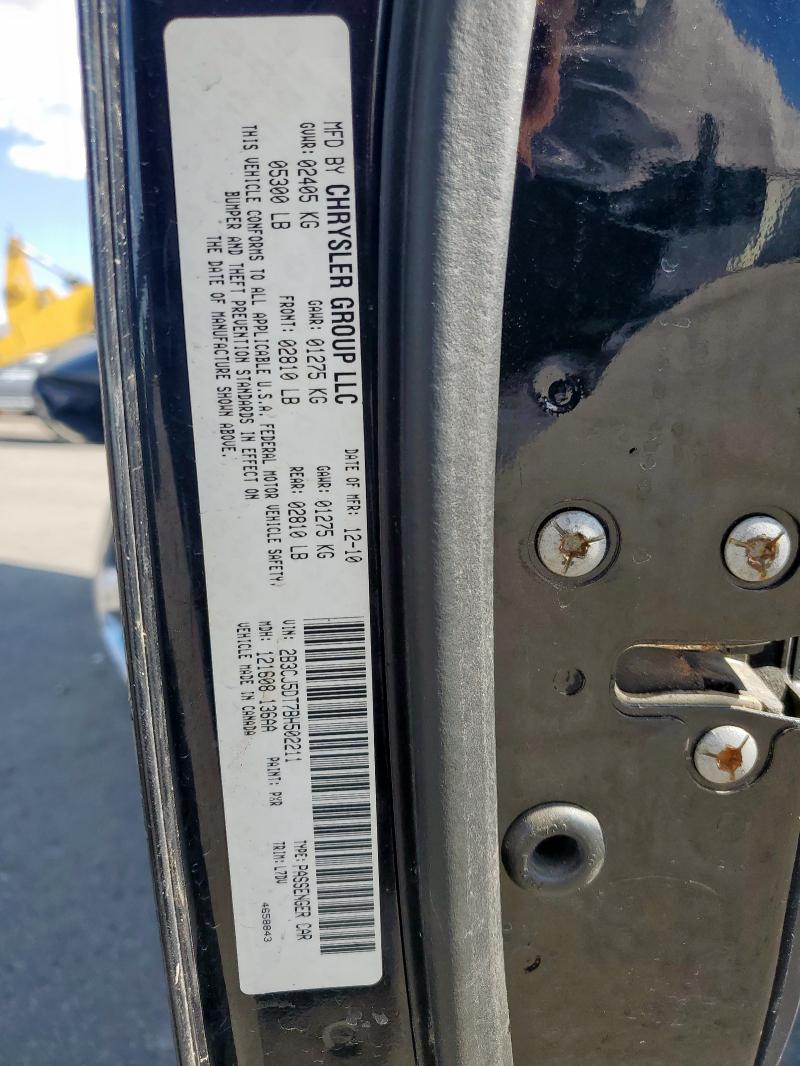 MFD BY CHRYSLER GROUP LLC
DATE OF MFR: 12-10
GVWR: 02405 KG
GAWR: 01275 KG
GAWR: 01275 KG
05300 LB
FRONT: 02810 LB
REAR: 02810 LB
THIS VEHICLE CONFORMS TO ALL APPLICABLE U.S.A. FEDERAL MOTOR VEHICLE SAFETY,
BUMPER AND THEFT PREVENTION STANDARDS IN EFFECT ON
THE DATE OF MANUFACTURE SHOWN ABOVE.
VIN: 2B3CJ5DT7BH502211
TYPE: PASSENGER CAR
MDH: 121608 136AA
PAINT: PXR
TRIM: L7DV
VEHICLE MADE IN CANADA
4658843